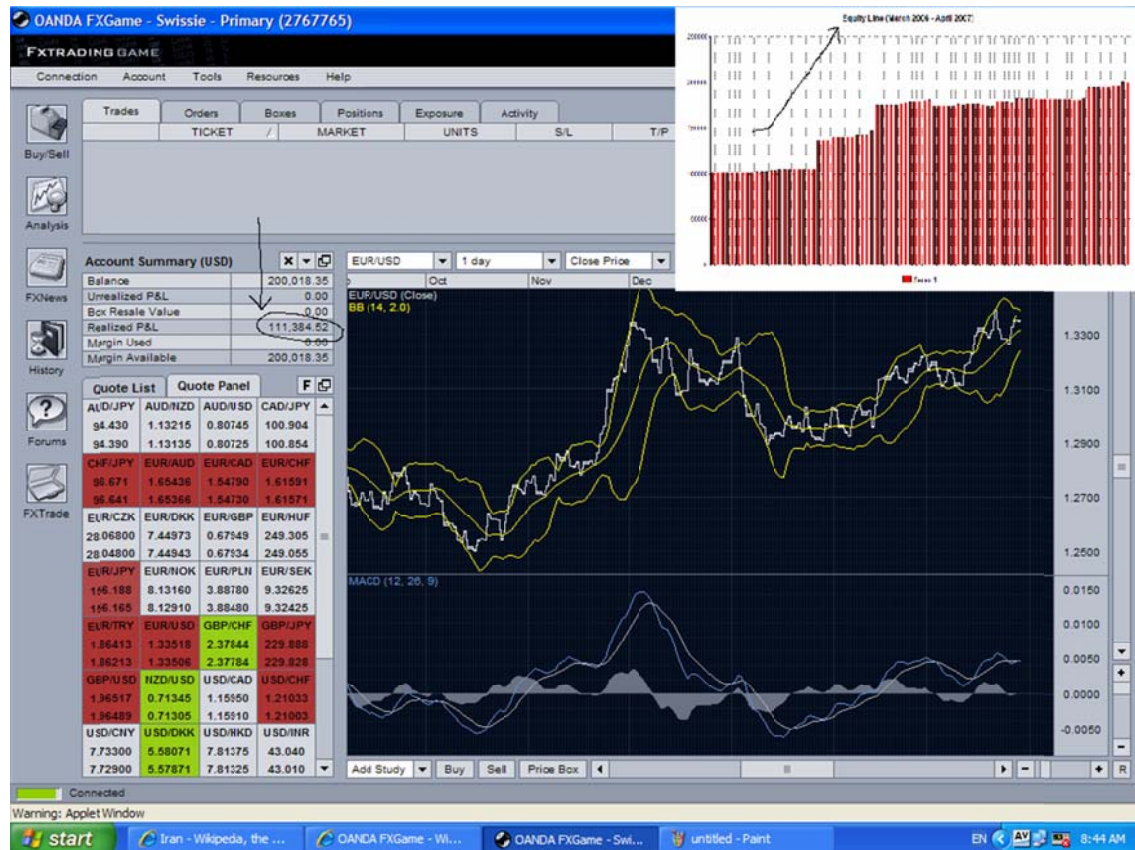 OANDA FXGame - Swissie - Primary (2767765)
FXTRADING GAME
Connection Account Tools Resources Help
Trades Orders Boxes Positions Exposure Activity
TICKET / MARKET UNITS S/L T/P
Buy/Sell
Analysis
FXNews
History
Forums
FXTrade
Equity Line (March 2006 - April 2007)
Account Summary (USD)
Balance 200,018.35
Unrealized P&L 0.00
Box Resale Value 0.00
Realized P&L 111,384.52
Margin Used 0.00
Margin Available 200,018.35
Quote List Quote Panel F
AUD/JPY AUD/NZD AUD/USD CAD/JPY
94.430 1.13215 0.80745 100.904
94.390 1.13135 0.80725 100.854
CHF/JPY EUR/AUD EUR/CAD EUR/CHF
96.671 1.65436 1.54790 1.61591
96.641 1.65366 1.54730 1.61571
EUR/CZK EUR/DKK EUR/GBP EUR/HUF
28.06800 7.44973 0.67949 249.305
28.04800 7.44943 0.67934 249.055
EUR/JPY EUR/NOK EUR/PLN EUR/SEK
156.188 8.13160 3.88780 9.32625
156.165 8.12910 3.88480 9.32425
EUR/TRY EUR/USD GBP/CHF GBP/JPY
1.86413 1.33518 2.37844 229.888
1.86213 1.33506 2.37784 229.828
GBP/USD NZD/USD USD/CAD USD/CHF
1.96517 0.71345 1.15950 1.21033
1.96489 0.71305 1.15910 1.21003
USD/CNY USD/DKK USD/HKD USD/INR
7.73300 5.58071 7.81375 43.040
7.72900 5.57871 7.81325 43.010
EUR/USD 1 day Close Price
Oct Nov Dec
EUR/USD (Close)
BB (14, 2.0)
1.3300
1.3100
1.2900
1.2700
1.2500
MACD (12, 26, 9)
0.0150
0.0100
0.0050
0.0000
-0.0050
Add Study Buy Sell Price Box R
Connected
Warning: Applet Window
start Iran - Wikipeda, the ... OANDA FXGame - Wi... OANDA FXGame - Swi... untitled - Paint EN AV 8:44 AM